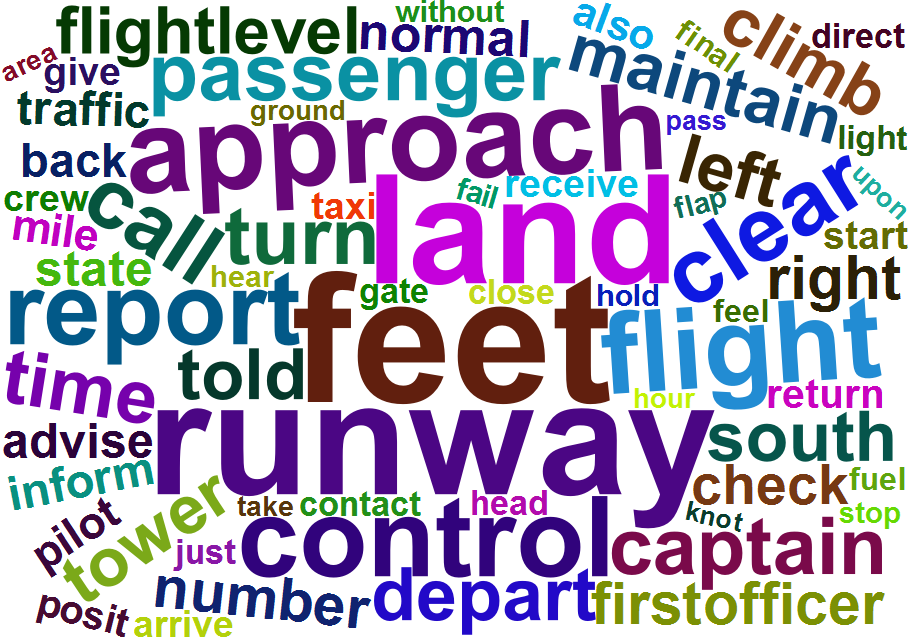 without
also
climb
direct
flightlevel
normal
final
area
give
passenger
maintain
traffic
ground
approach
pass
light
back
left
crew
call
fail
receive
flap
clear
upon
mile
taxi
turn
land
start
state
hear
gate
close
hold
right
report
feet
feel
flight
time
told
hour
return
advise
runway
south
inform
check
fuel
pilot
tower
take
contact
head
knot
stop
just
control
captain
number
depart
firstofficer
posit
arrive